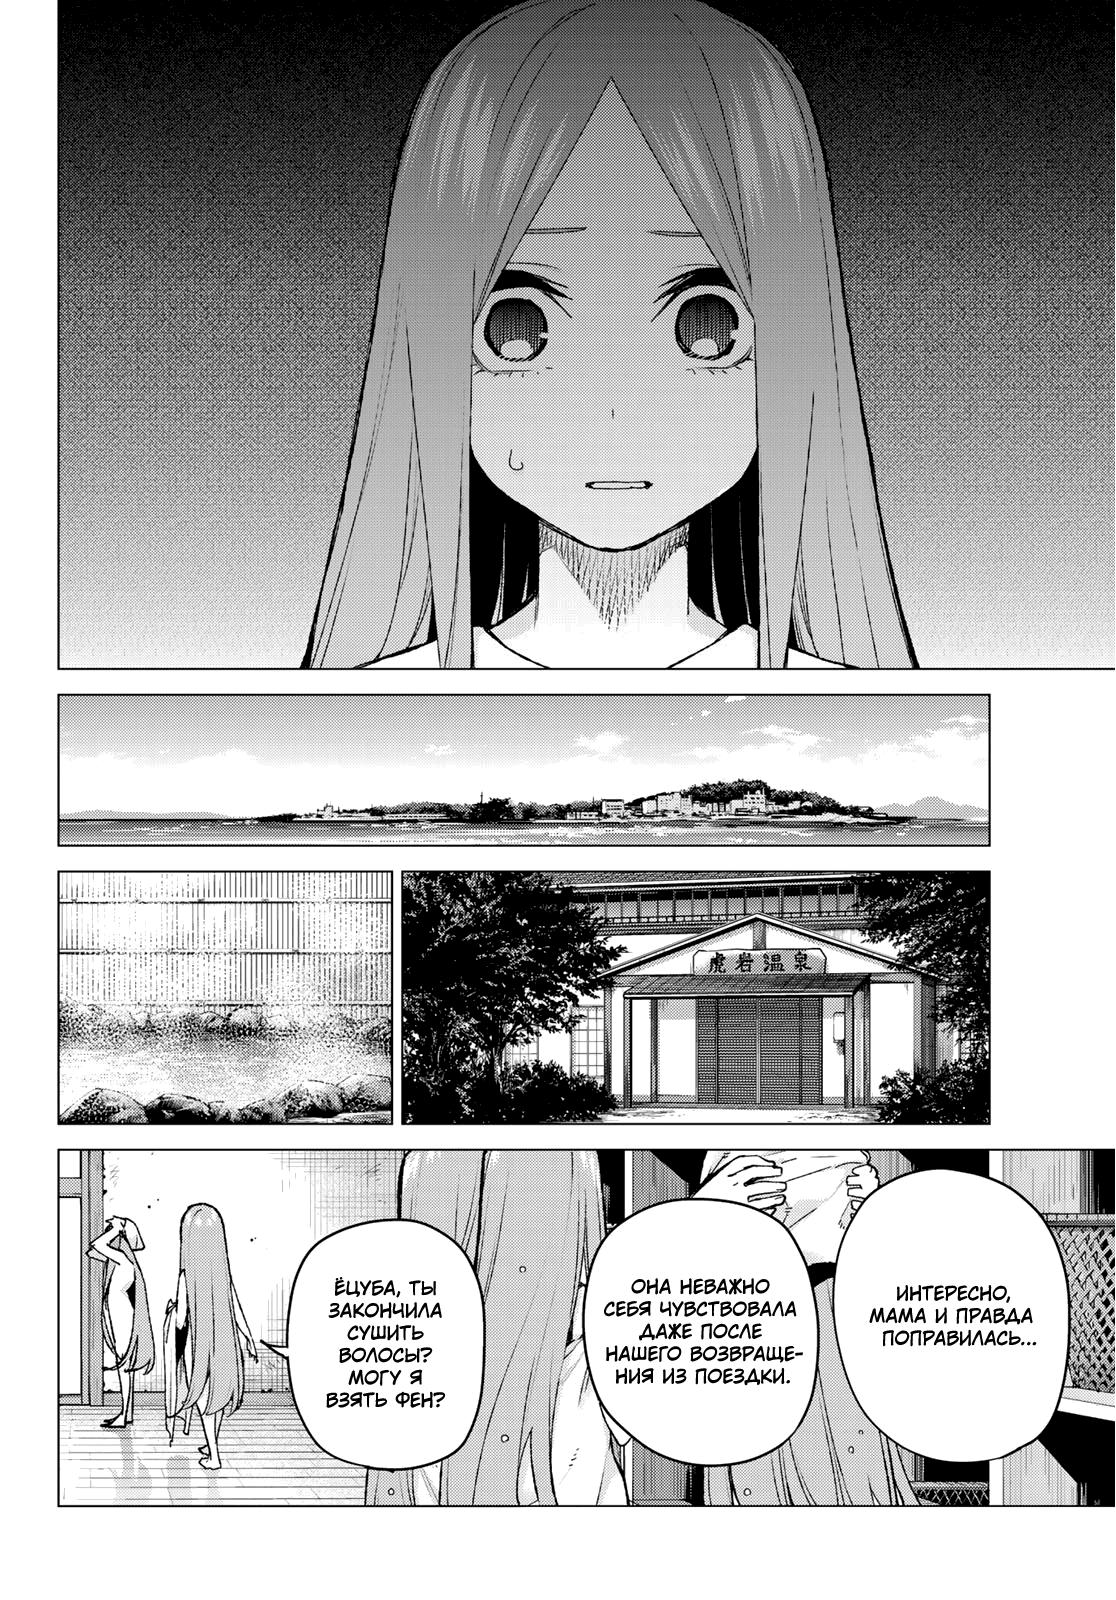 虎岩温泉
ИНТЕРЕСНО,
МАМА И ПРАВДА
ПОПРАВИЛАСЬ...
ОНА НЕВАЖНО
СЕБЯ ЧУВСТВОВАЛА
ДАЖЕ ПОСЛЕ
НАШЕГО ВОЗВРАЩЕ-
НИЯ ИЗ ПОЕЗДКИ.
ЁЦУБА, ТЫ
ЗАКОНЧИЛА
СУШИТЬ
ВОЛОСЫ?
МОГУ Я
ВЗЯТЬ ФЕН?